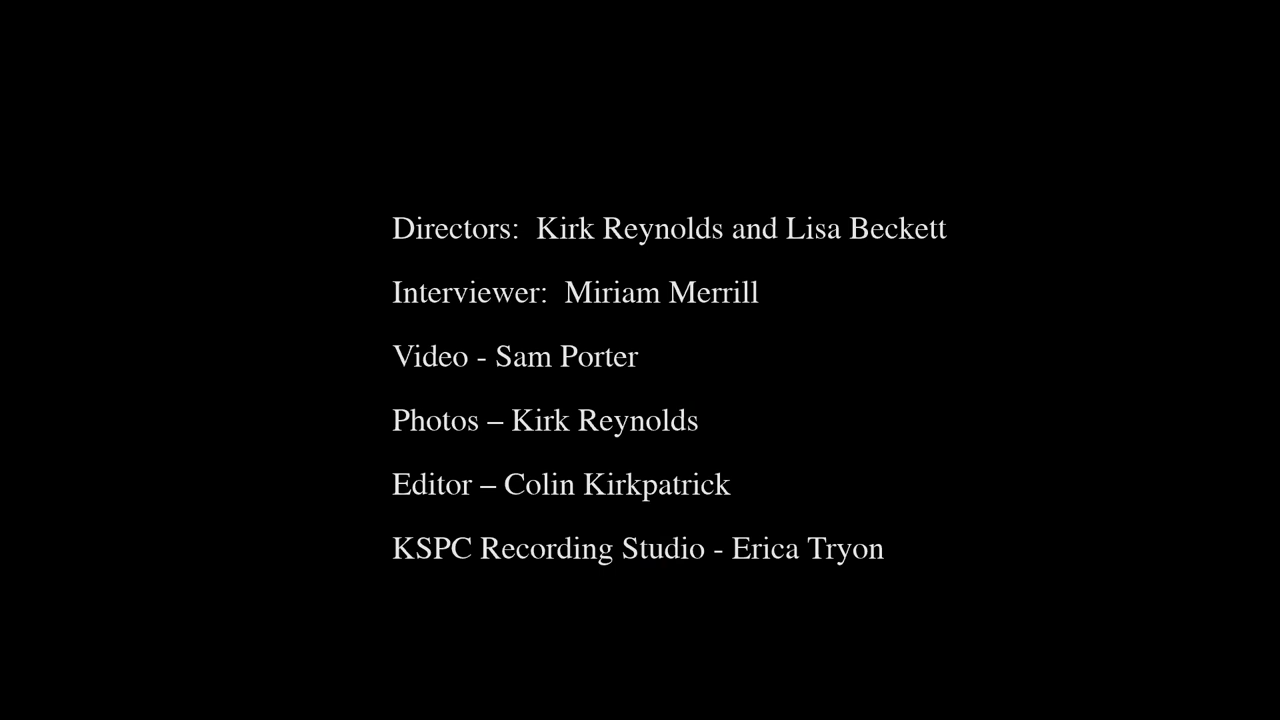 Directors:  Kirk Reynolds and Lisa Beckett
Interviewer:  Miriam Merrill
Video - Sam Porter
Photos – Kirk Reynolds
Editor – Colin Kirkpatrick
KSPC Recording Studio - Erica Tryon